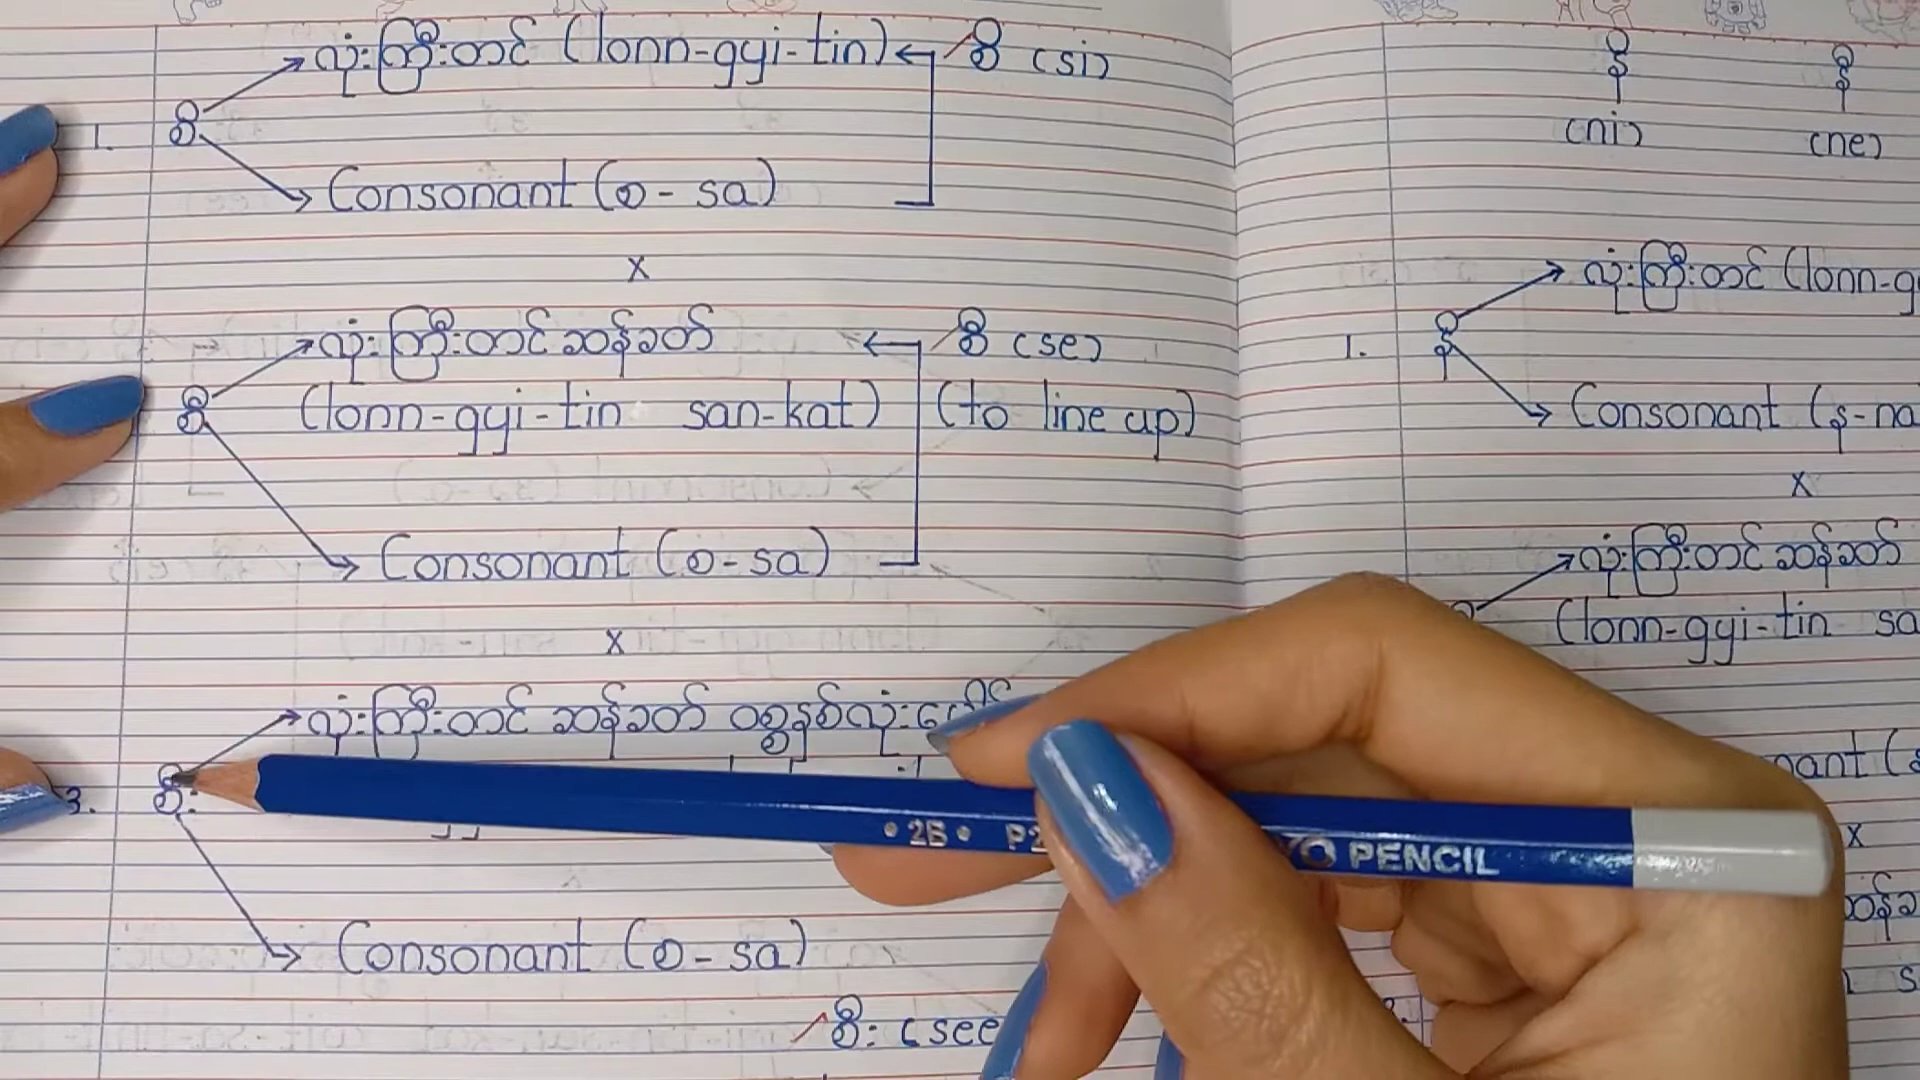 လုံးကြီးတင် (lonn-gyi-tin) ← စိ (si)
1. စိ
Consonant (စ - sa)
x
လုံးကြီးတင်ဆန်ခတ် ← စီ (se)
စီ (lonn-gyi-tin san-kat) (to line up)
Consonant (စ - sa)
x
လုံးကြီးတင်ဆန်ခတ် ဝစ္စနှစ်လုံး
3. စီး
Consonant (စ - sa)
စီး (see
• 2B •
PENCIL
နိ နီ
(ni) (ne)
လုံးကြီးတင် (lonn-
1. နိ
Consonant (န-na
x
လုံးကြီးတင်ဆန်ခတ်
(lonn-gyi-tin
x